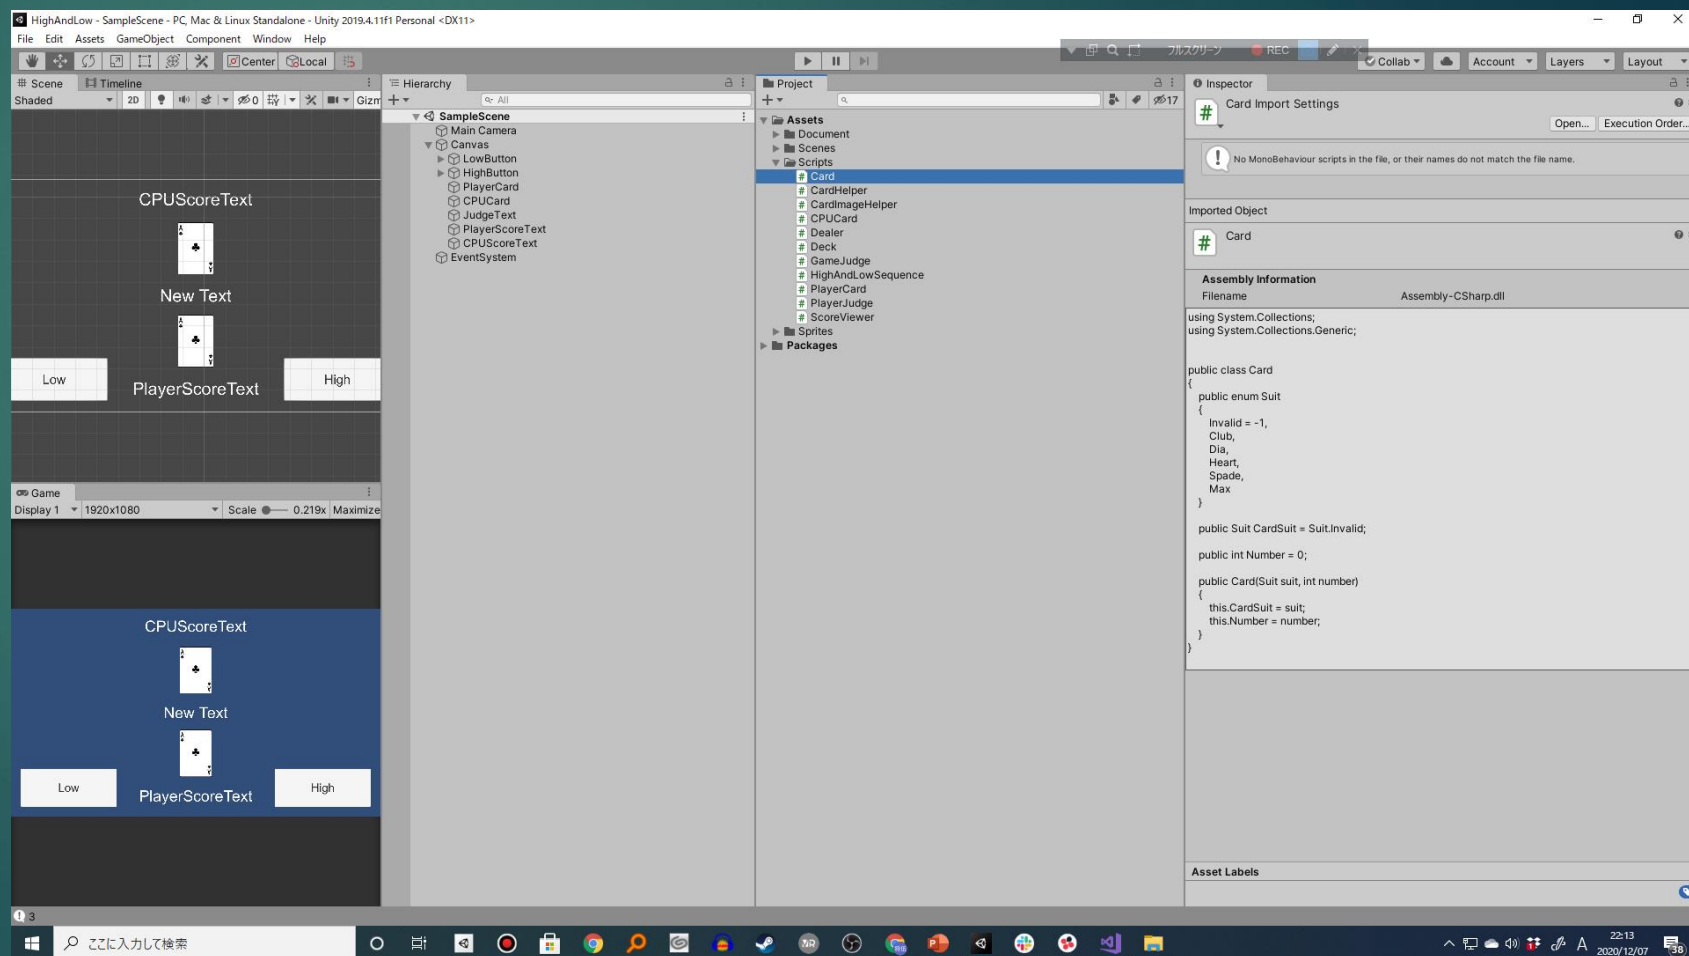 HighAndLow - SampleScene - PC, Mac & Linux Standalone - Unity 2019.4.11f1 Personal <DX11>
File Edit Assets GameObject Component Window Help
フルスクリーン REC
Center Local Collab Account Layers Layout
Scene Timeline
Shaded 2D 0 Gizm
CPUScoreText
New Text
Low
PlayerScoreText
High
Game
Display 1 1920x1080 Scale 0.219x Maximize
CPUScoreText
New Text
Low
PlayerScoreText
High
Hierarchy
All
SampleScene
Main Camera
Canvas
LowButton
HighButton
PlayerCard
CPUCard
JudgeText
PlayerScoreText
CPUScoreText
EventSystem
Project
17
Assets
Document
Scenes
Scripts
Card
CardHelper
CardImageHelper
CPUCard
Dealer
Deck
GameJudge
HighAndLowSequence
PlayerCard
PlayerJudge
ScoreViewer
Sprites
Packages
Inspector
Card Import Settings
Open... Execution Order...
No MonoBehaviour scripts in the file, or their names do not match the file name.
Imported Object
Card
Assembly Information
Filename Assembly-CSharp.dll
using System.Collections;
using System.Collections.Generic;
public class Card
{
public enum Suit
{
Invalid = -1,
Club,
Dia,
Heart,
Spade,
Max
}
public Suit CardSuit = Suit.Invalid;
public int Number = 0;
public Card(Suit suit, int number)
{
this.CardSuit = suit;
this.Number = number;
}
}
Asset Labels
3
ここに入力して検索
A
22:13
2020/12/07
38